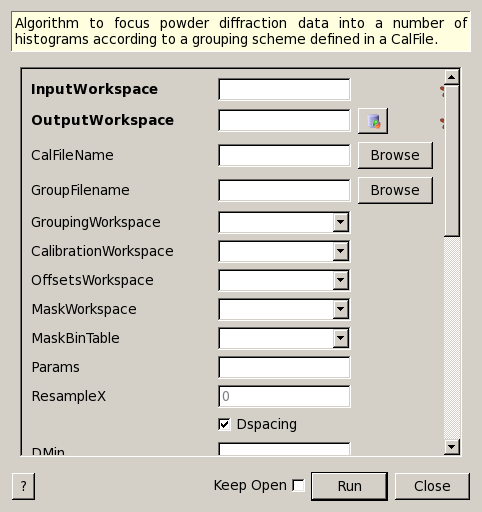 Algorithm to focus powder diffraction data into a number of
histograms according to a grouping scheme defined in a CalFile.
InputWorkspace
OutputWorkspace
CalFileName Browse
GroupFilename Browse
GroupingWorkspace
CalibrationWorkspace
OffsetsWorkspace
MaskWorkspace
MaskBinTable
Params
ResampleX 0
Dspacing
DMin
? Keep Open Run Close